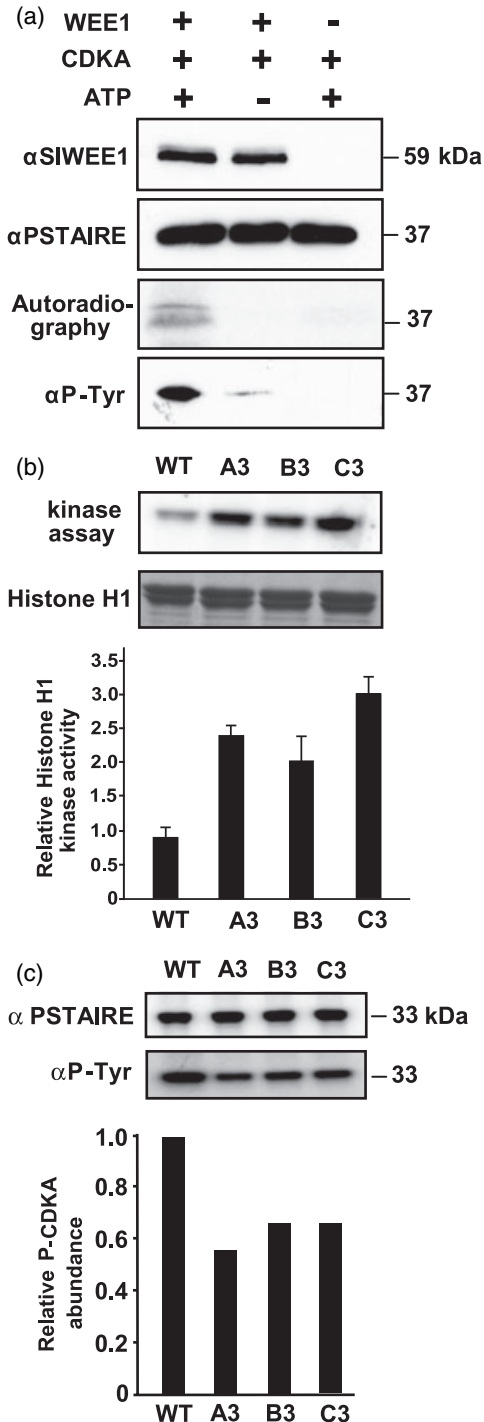 (a)
WEE1 + + -
CDKA + + +
ATP + - +
αSlWEE1 59 kDa
αPSTAIRE 37
Autoradio-
graphy 37
αP-Tyr 37
(b)
WT A3 B3 C3
kinase
assay
Histone H1
Relative Histone H1
kinase activity
3.5
3.0
2.5
2.0
1.5
1.0
0.5
0
WT A3 B3 C3
(c)
WT A3 B3 C3
α PSTAIRE 33 kDa
αP-Tyr 33
Relative P-CDKA
abundance
1.0
0.8
0.6
0.4
0.2
0
WT A3 B3 C3